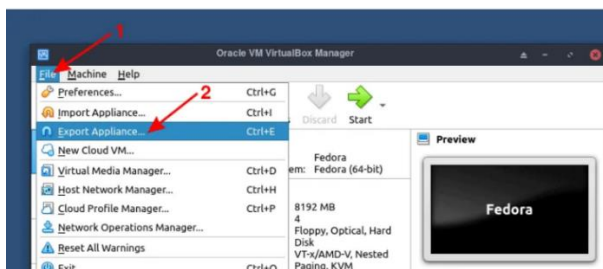 1
Oracle VM VirtualBox Manager
File Machine Help
2
Preferences... Ctrl+G
Import Appliance... Ctrl+I
Export Appliance... Ctrl+E
New Cloud VM...
Virtual Media Manager... Ctrl+D
Host Network Manager... Ctrl+H
Cloud Profile Manager... Ctrl+P
Network Operations Manager...
Reset All Warnings
Exit Ctrl+Q
Discard Start
Fedora
em: Fedora (64-bit)
8192 MB
4
Floppy, Optical, Hard
Disk
VT-x/AMD-V, Nested
Paging, KVM
Preview
Fedora